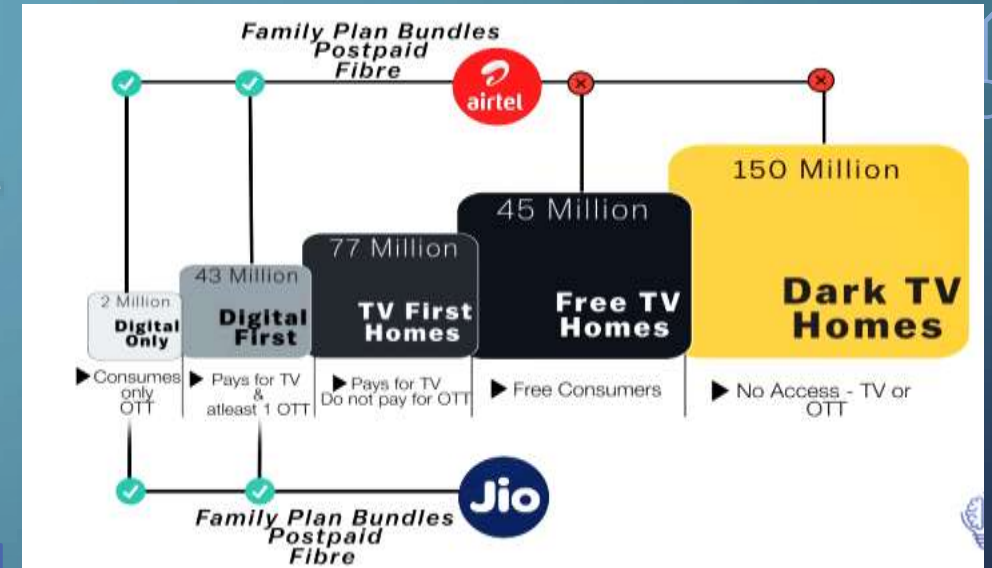 Family Plan Bundles
Postpaid
Fibre
airtel
150 Million
45 Million
77 Million
43 Million
2 Million
Digital
Only
Digital
First
TV First
Homes
Free TV
Homes
Dark TV
Homes
Consumes
only
OTT
Pays for TV
&
atleast 1 OTT
Pays for TV
Do not pay for OTT
Free Consumers
No Access - TV or
OTT
Jio
Family Plan Bundles
Postpaid
Fibre